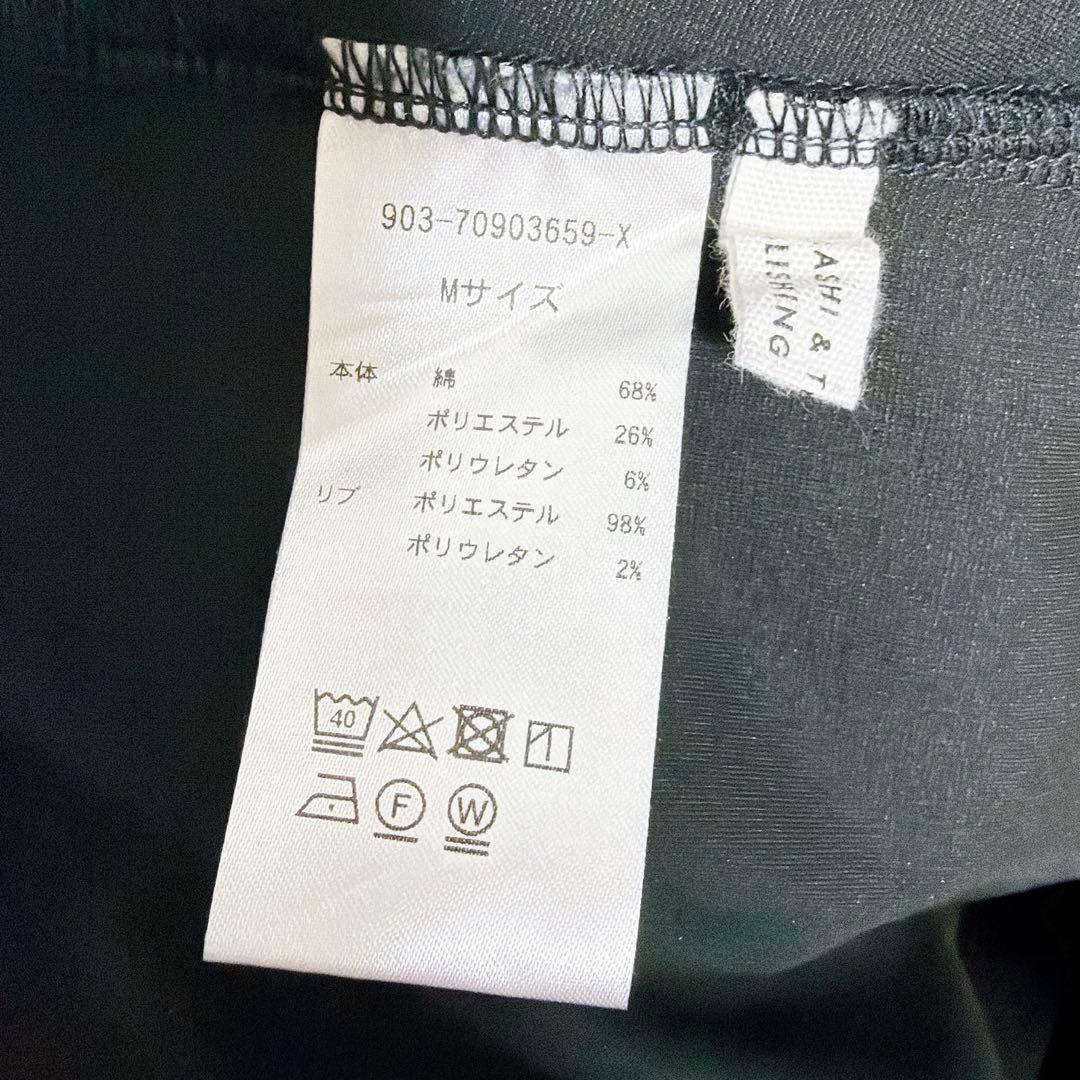 903-70903659-X
Mサイズ
本体 綿 68%
ポリエステル 26%
ポリウレタン 6%
リブ ポリエステル 98%
ポリウレタン 2%
40
F W
ASHI & T
LISHING